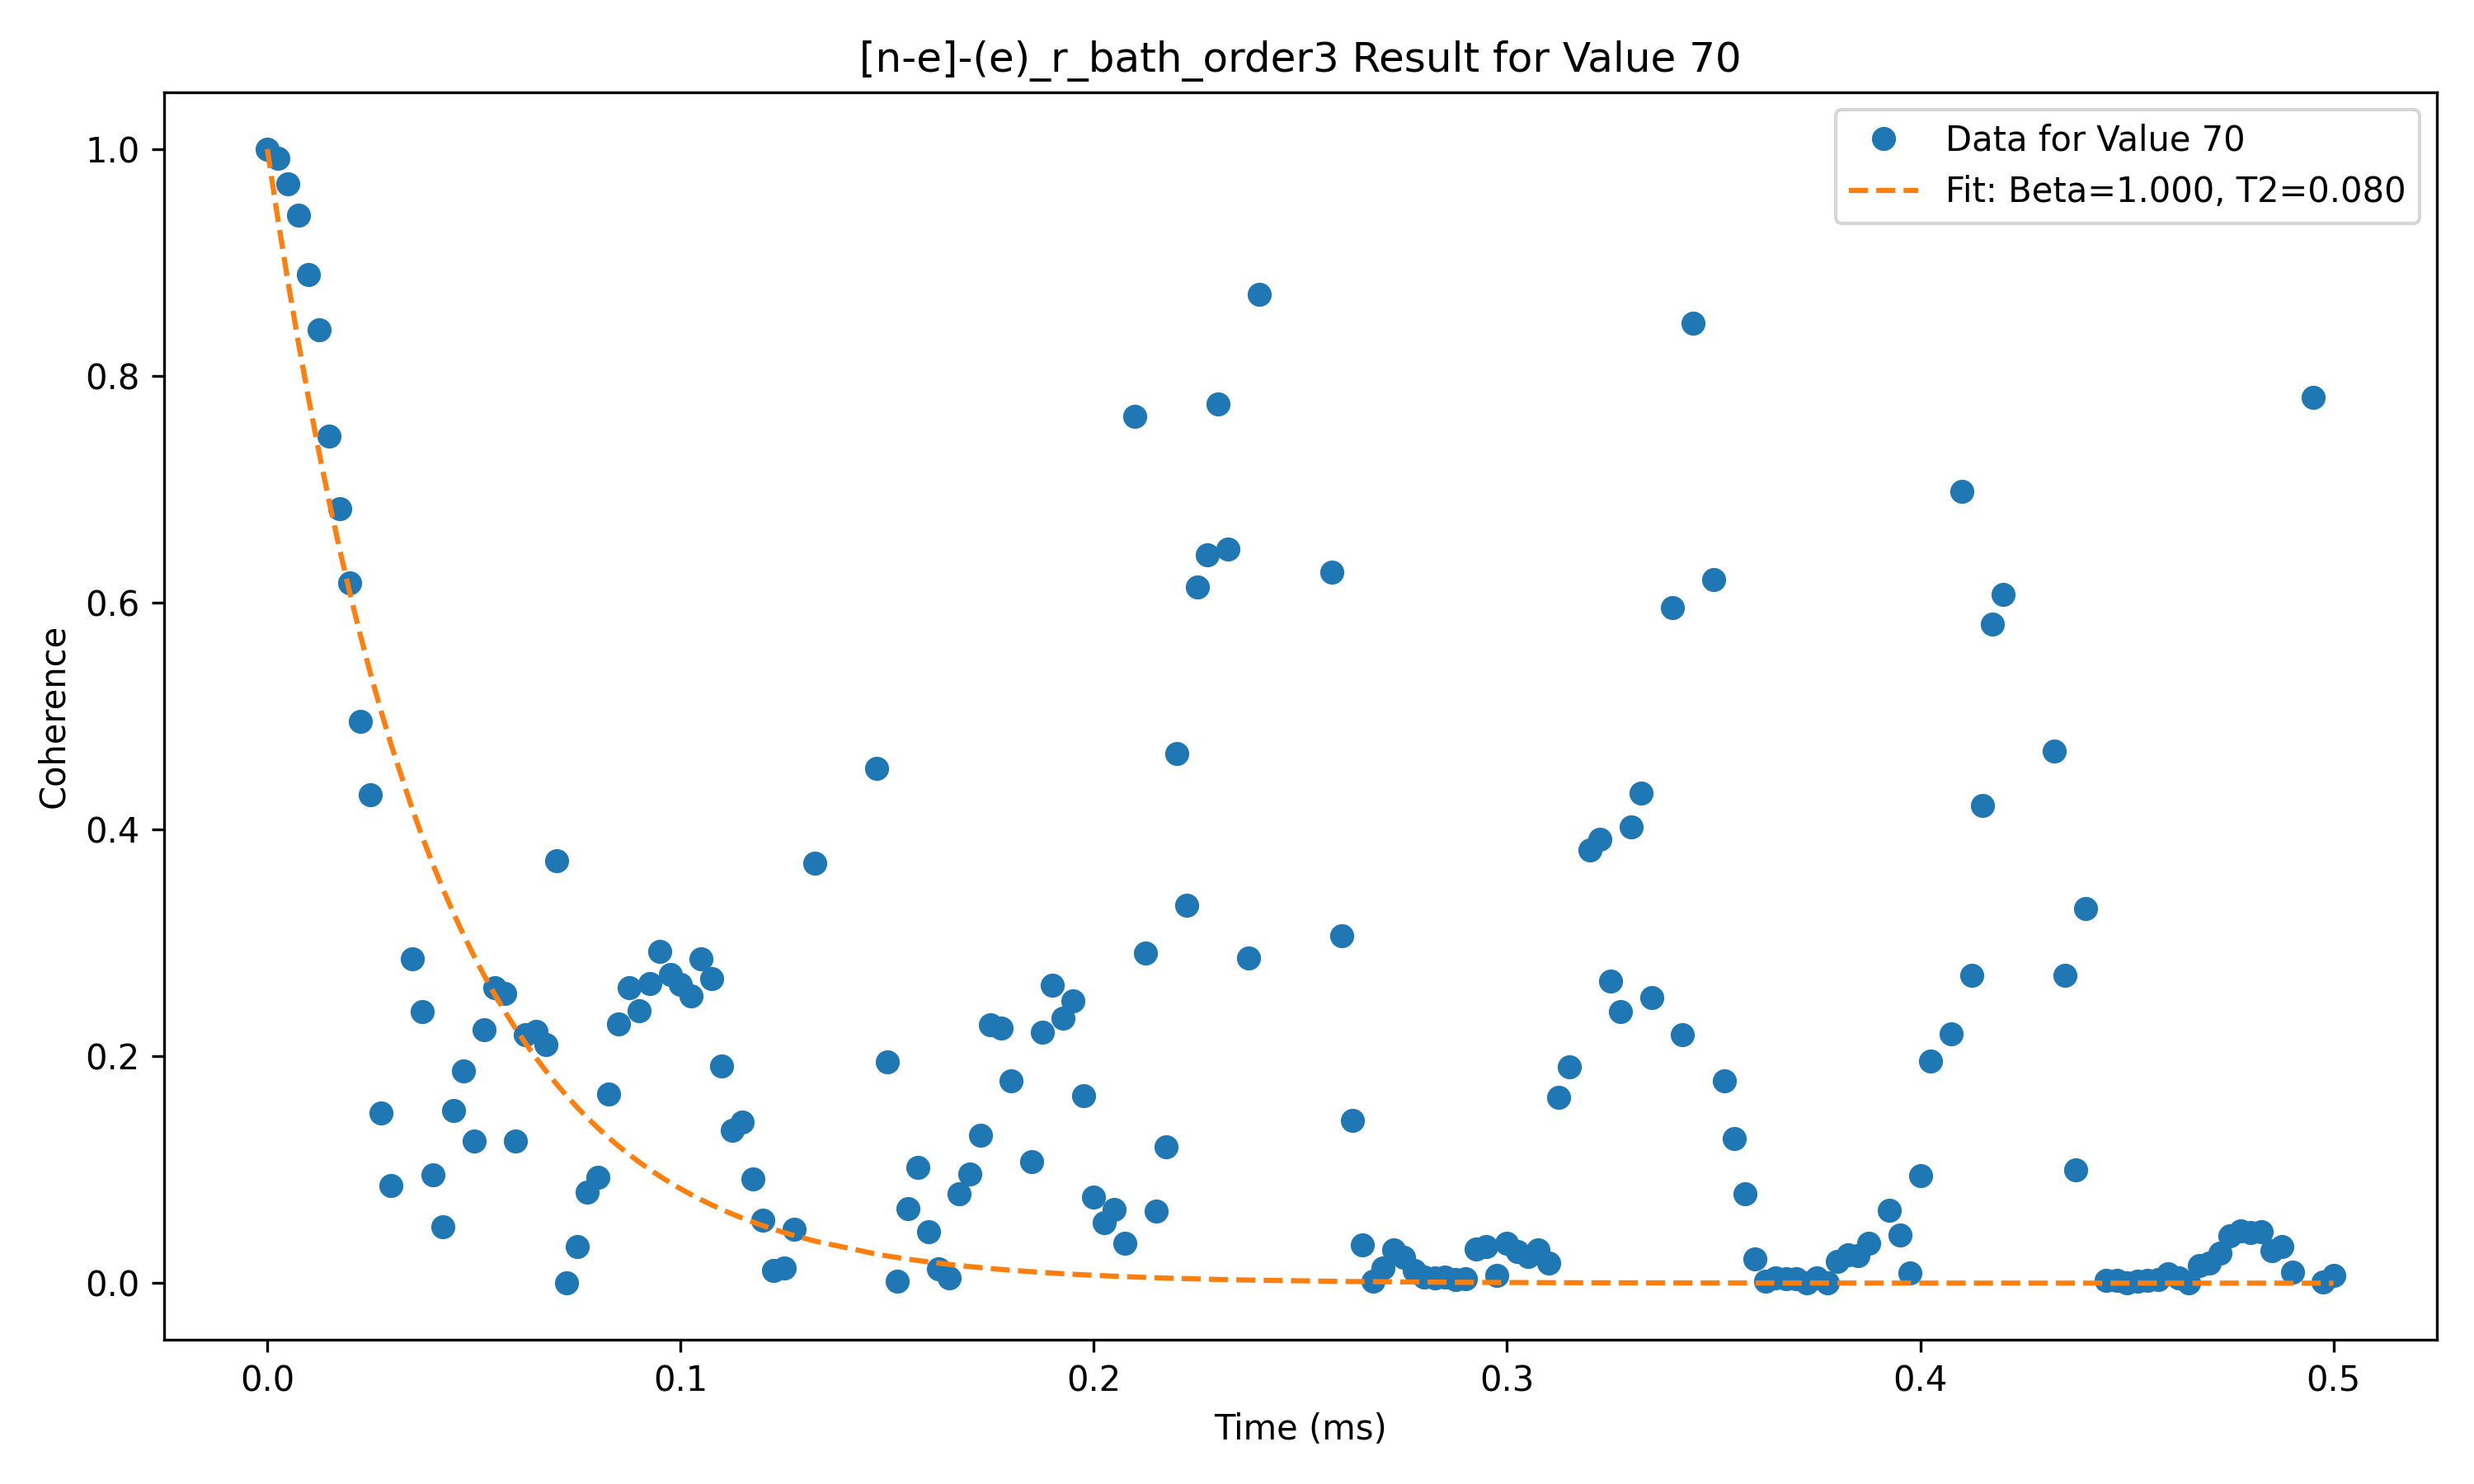 [n-e]-(e)_r_bath_order3 Result for Value 70
Data for Value 70
Fit: Beta=1.000, T2=0.080
Coherence
1.0
0.8
0.6
0.4
0.2
0.0
0.0 0.1 0.2 0.3 0.4 0.5
Time (ms)